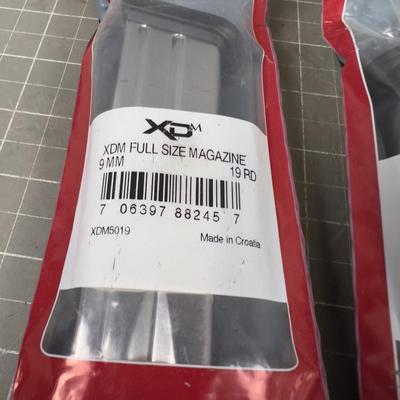 XDM
XDM FULL SIZE MAGAZINE
9 MM 19 RD
7 06397 88245 7
XDM5019 Made in Croatia